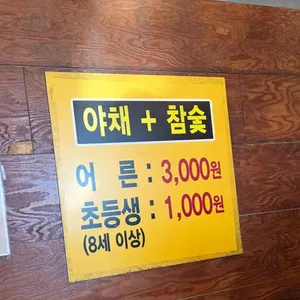 야채 + 참숯
어 른 : 3,000원
초등생 : 1,000원
(8세 이상)